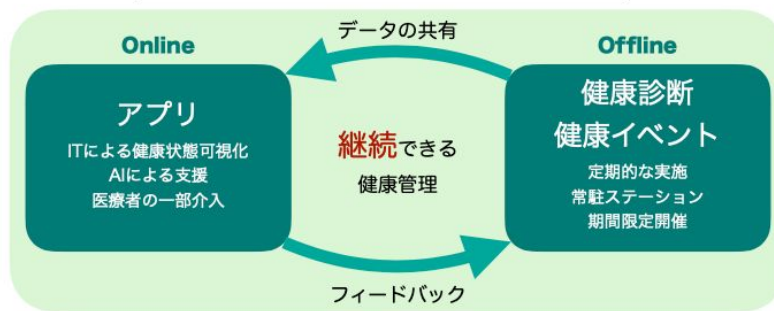 Online
データの共有
Offline
アプリ
ITによる健康状態可視化
AIによる支援
医療者の一部介入
継続できる
健康管理
健康診断
健康イベント
定期的な実施
常駐ステーション
期間限定開催
フィードバック